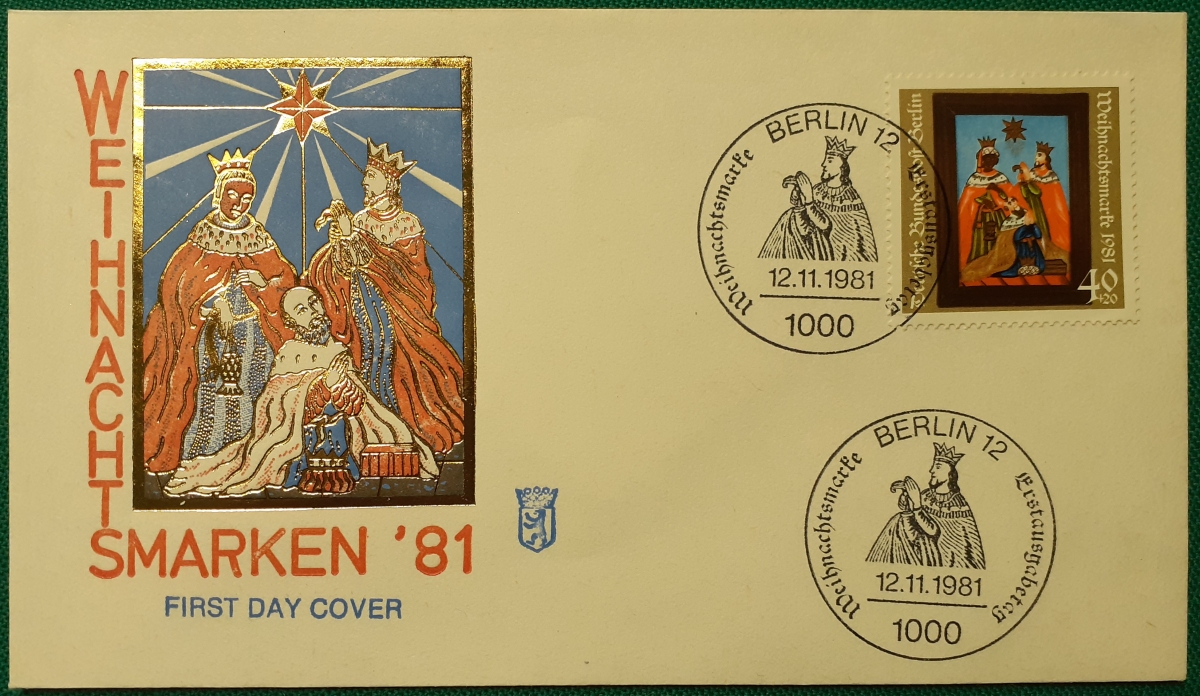 WEIHNACHTSMARKEN '81
FIRST DAY COVER
BERLIN 12
Weihnachtsmarke
Erstausgabetag
12.11.1981
1000
Deutsche Bundespost Berlin
Weihnachtsmarke 1981
40
+20
BERLIN 12
Weihnachtsmarke
Erstausgabetag
12.11.1981
1000